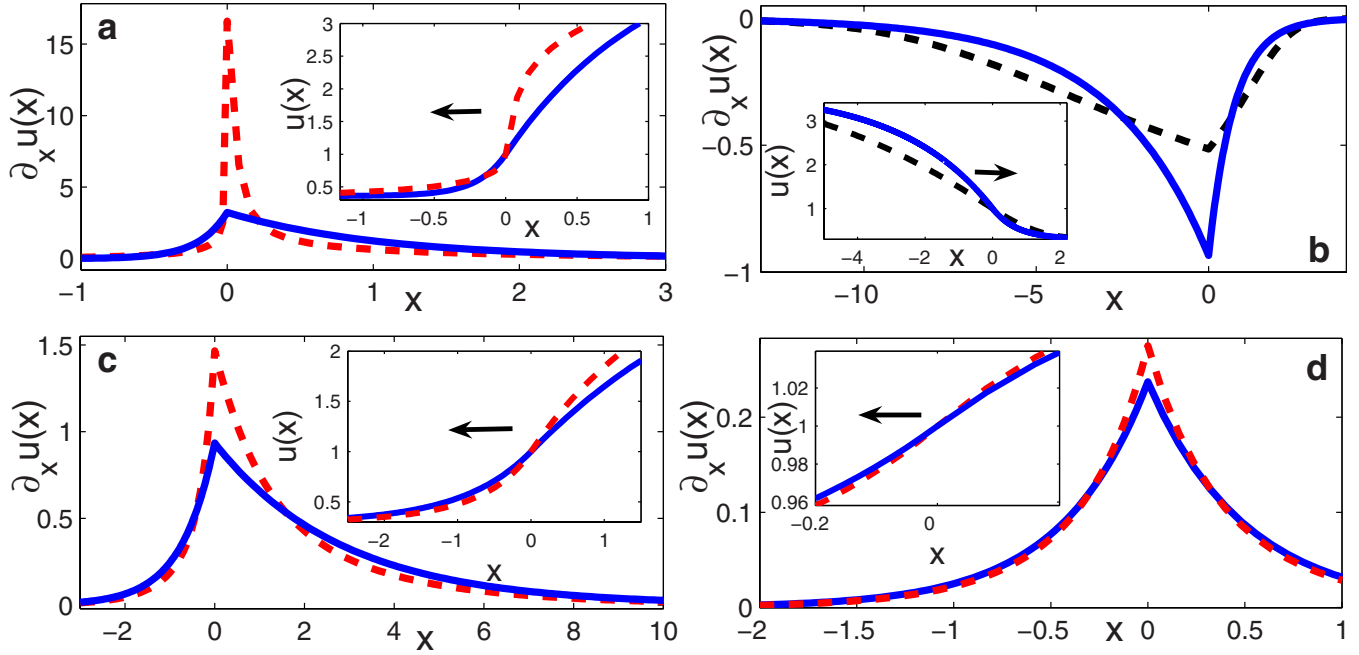 a
∂ₓu(x)
15
10
5
0
−1 0 1 2 3
x
u(x)
3
2.5
2
1.5
1
0.5
−1 −0.5 0 0.5 1
x
b
∂ₓu(x)
0
−0.5
−1
−10 −5 0
x
u(x)
3
2
1
−4 −2 0 2
x
c
∂ₓu(x)
1.5
1
0.5
0
−2 0 2 4 6 8 10
x
u(x)
2
1.5
1
0.5
−2 −1 0 1
x
d
∂ₓu(x)
0.2
0.1
0
−2 −1.5 −1 −0.5 0 0.5 1
x
u(x)
1.02
1
0.98
0.96
−0.2 0
x